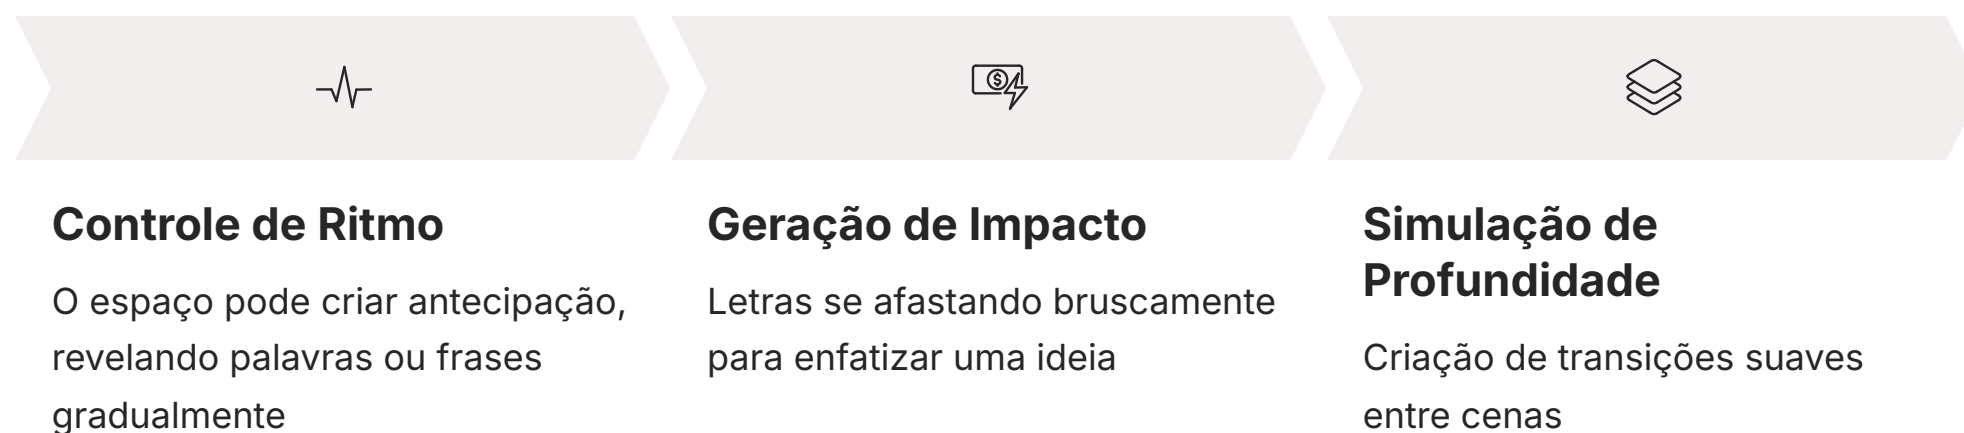 Controle de Ritmo
O espaço pode criar antecipação,
revelando palavras ou frases
gradualmente
Geração de Impacto
Letras se afastando bruscamente
para enfatizar uma ideia
Simulação de
Profundidade
Criação de transições suaves
entre cenas